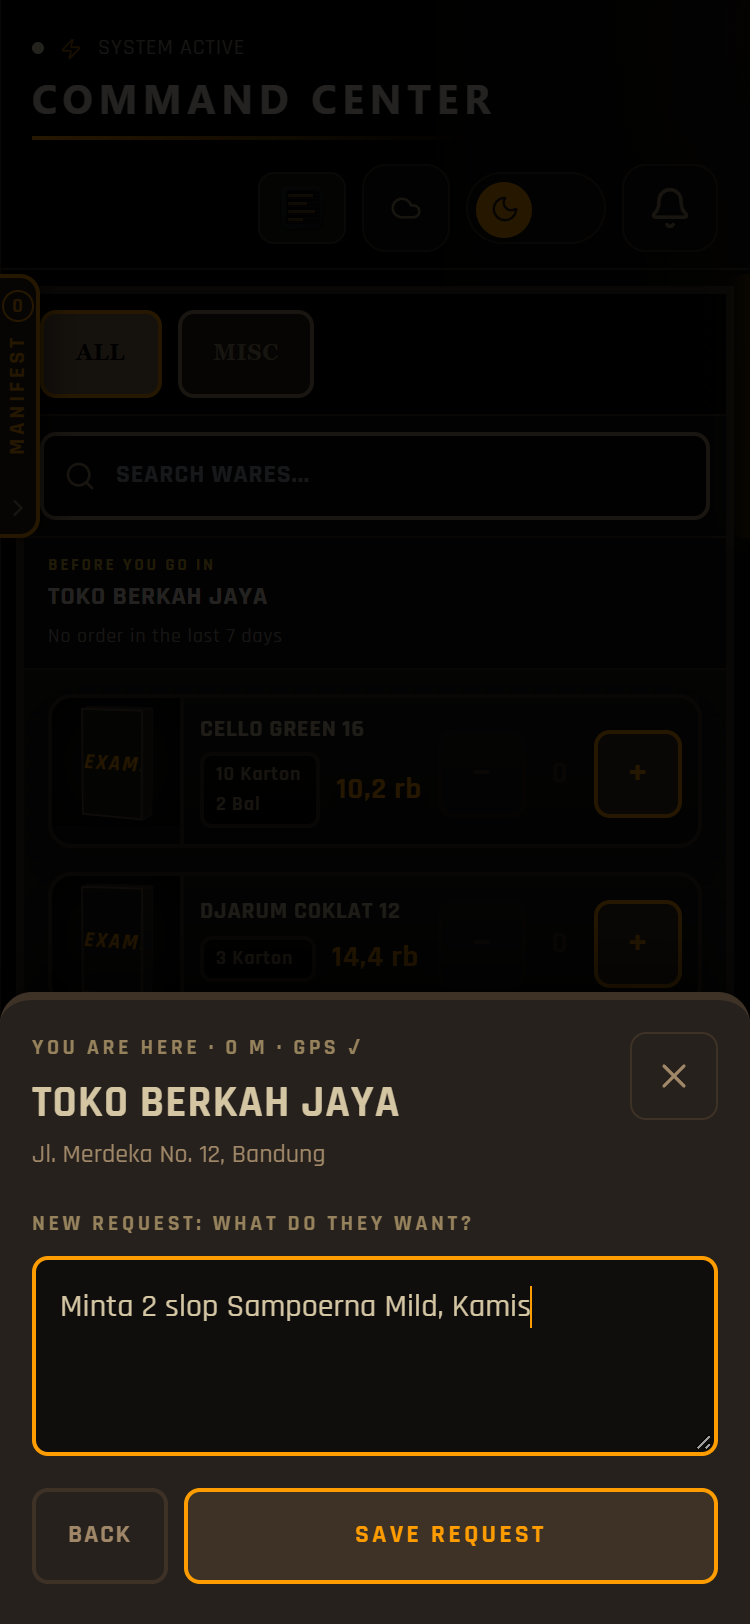 SYSTEM ACTIVE
COMMAND CENTER
0
MANIFEST
ALL
MISC
SEARCH WARES...
BEFORE YOU GO IN
TOKO BERKAH JAYA
No order in the last 7 days
EXAM
CELLO GREEN 16
10 Karton
2 Bal
10,2 rb
-
0
+
EXAM
DJARUM COKLAT 12
3 Karton
14,4 rb
-
0
+
YOU ARE HERE · 0 M · GPS ✓
TOKO BERKAH JAYA
Jl. Merdeka No. 12, Bandung
NEW REQUEST: WHAT DO THEY WANT?
Minta 2 slop Sampoerna Mild, Kamis
BACK
SAVE REQUEST